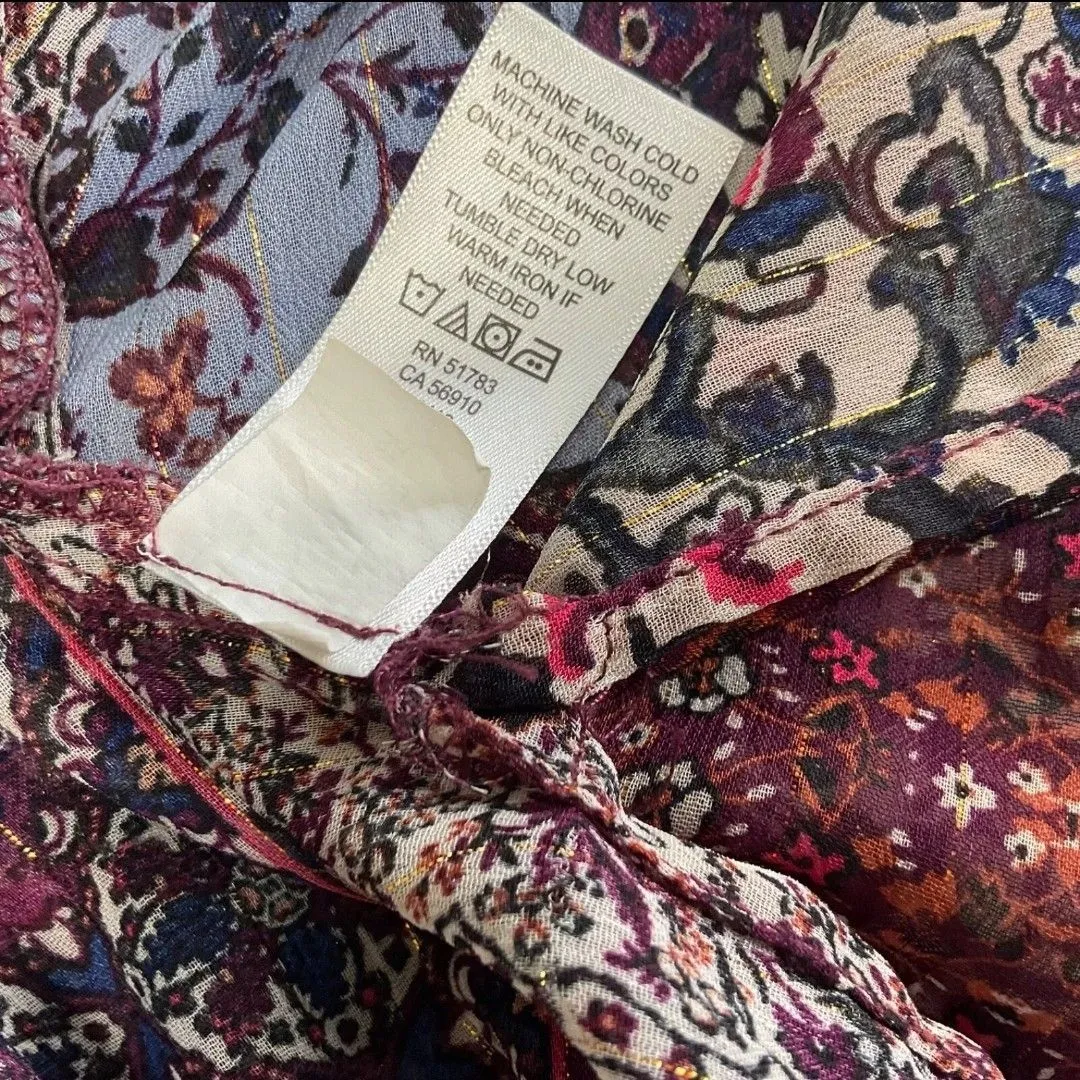 MACHINE WASH COLD
WITH LIKE COLORS
ONLY NON-CHLORINE
BLEACH WHEN
NEEDED
TUMBLE DRY LOW
WARM IRON IF
NEEDED
RN 51783
CA 56910